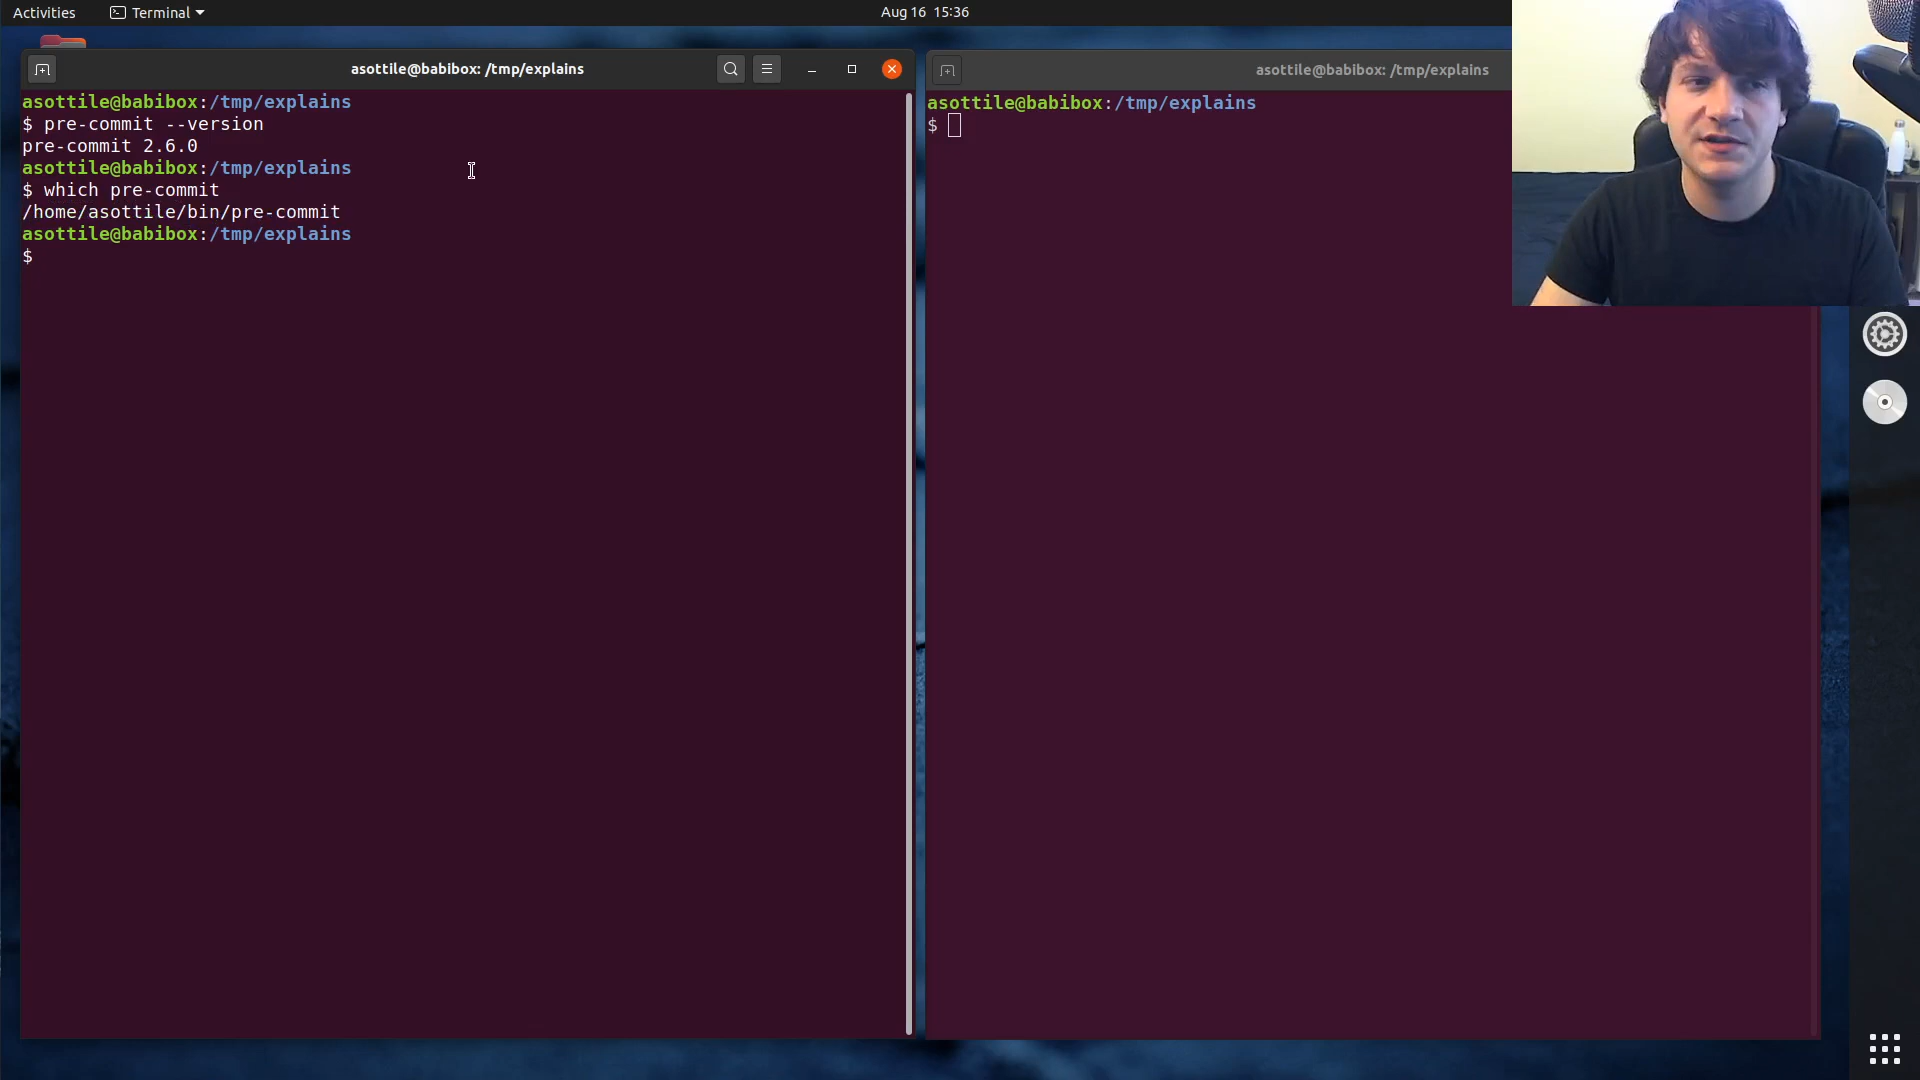 Activities
Terminal
Aug 16 15:36
asottile@babibox: /tmp/explains
asottile@babibox:/tmp/explains
$ pre-commit --version
pre-commit 2.6.0
asottile@babibox:/tmp/explains
$ which pre-commit
/home/asottile/bin/pre-commit
asottile@babibox:/tmp/explains
$
asottile@babibox: /tmp/explains
asottile@babibox:/tmp/explains
$